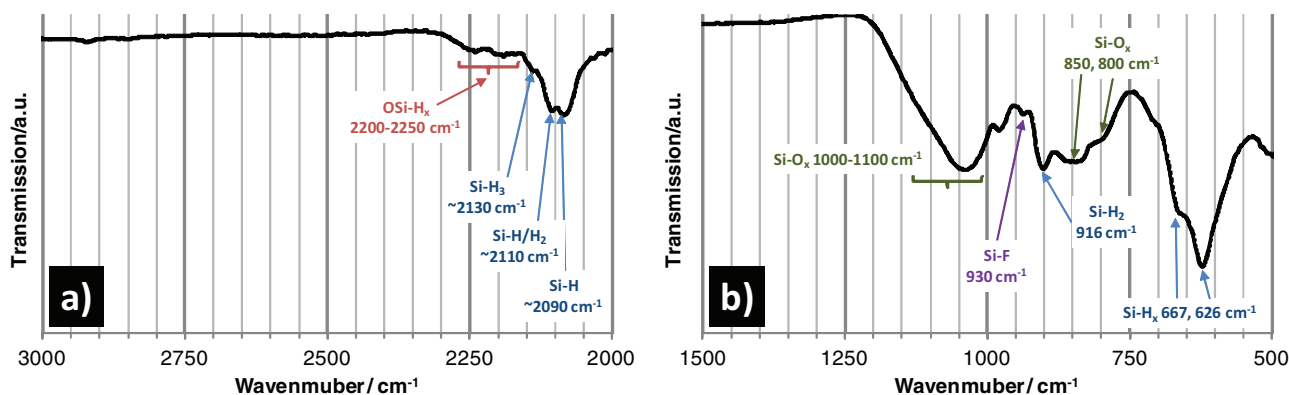 Transmission/a.u.
a)
OSi-Hₓ
2200-2250 cm⁻¹
Si-H₃
~2130 cm⁻¹
Si-H/H₂
~2110 cm⁻¹
Si-H
~2090 cm⁻¹
3000 2750 2500 2250 2000
Wavenmuber/ cm⁻¹
Transmission/a.u.
b)
Si-Oₓ
850, 800 cm⁻¹
Si-Oₓ 1000-1100 cm⁻¹
Si-H₂
916 cm⁻¹
Si-F
930 cm⁻¹
Si-Hₓ 667, 626 cm⁻¹
1500 1250 1000 750 500
Wavenmuber/ cm⁻¹